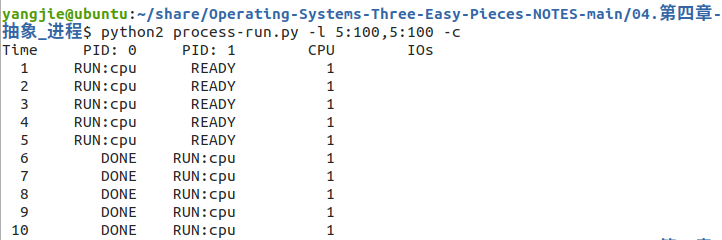 yangjie@ubuntu:~/share/Operating-Systems-Three-Easy-Pieces-NOTES-main/04.第四章-
抽象_进程$ python2 process-run.py -l 5:100,5:100 -c
Time     PID: 0     PID: 1        CPU        IOs
  1     RUN:cpu      READY          1
  2     RUN:cpu      READY          1
  3     RUN:cpu      READY          1
  4     RUN:cpu      READY          1
  5     RUN:cpu      READY          1
  6        DONE    RUN:cpu          1
  7        DONE    RUN:cpu          1
  8        DONE    RUN:cpu          1
  9        DONE    RUN:cpu          1
 10        DONE    RUN:cpu          1